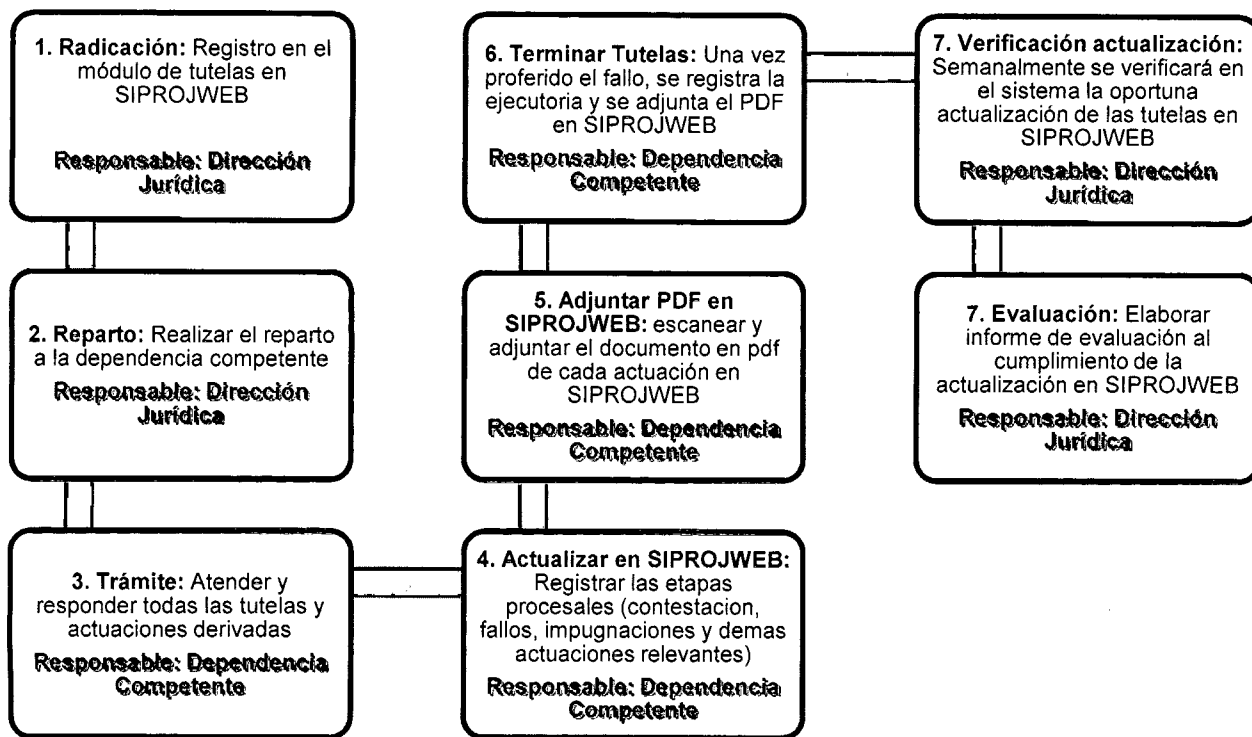 1. Radicación: Registro en el
módulo de tutelas en
SIPROJWEB
Responsable: Dirección
Jurídica
2. Reparto: Realizar el reparto
a la dependencia competente
Responsable: Dirección
Jurídica
3. Trámite: Atender y
responder todas las tutelas y
actuaciones derivadas
Responsable: Dependencia
Competente
4. Actualizar en SIPROJWEB:
Registrar las etapas
procesales (contestacion,
fallos, impugnaciones y demas
actuaciones relevantes)
Responsable: Dependencia
Competente
5. Adjuntar PDF en
SIPROJWEB: escanear y
adjuntar el documento en pdf
de cada actuación en
SIPROJWEB
Responsable: Dependencia
Competente
6. Terminar Tutelas: Una vez
proferido el fallo, se registra la
ejecutoria y se adjunta el PDF
en SIPROJWEB
Responsable: Dependencia
Competente
7. Verificación actualización:
Semanalmente se verificará en
el sistema la oportuna
actualización de las tutelas en
SIPROJWEB
Responsable: Dirección
Jurídica
7. Evaluación: Elaborar
informe de evaluación al
cumplimiento de la
actualización en SIPROJWEB
Responsable: Dirección
Jurídica